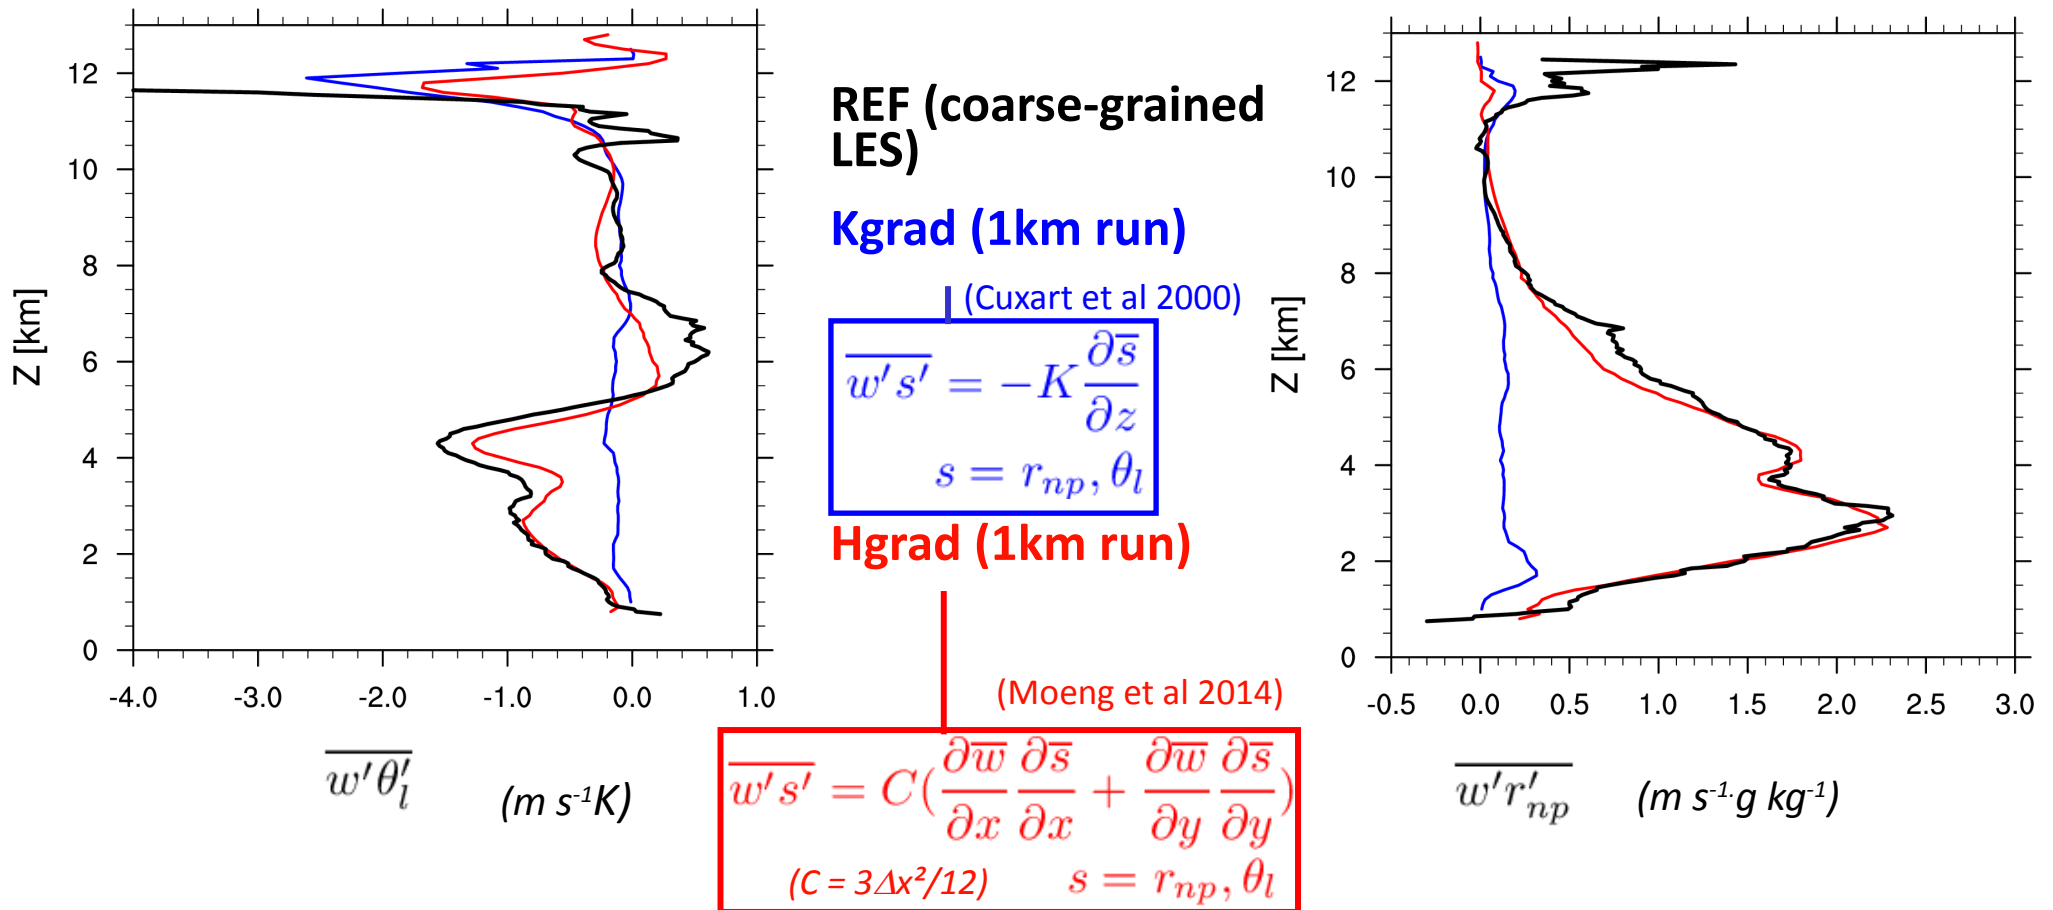 12
10
8
6
4
2
0
Z [km]
-4.0 -3.0 -2.0 -1.0 0.0 1.0
w′θ′l (m s-1K)
REF (coarse-grained
LES)
Kgrad (1km run)
(Cuxart et al 2000)
w′s′ = −K ∂s/∂z
s = rnp, θl
Hgrad (1km run)
(Moeng et al 2014)
w′s′ = C(∂w/∂x ∂s/∂x + ∂w/∂y ∂s/∂y)
(C = 3Δx²/12) s = rnp, θl
12
10
8
6
4
2
0
Z [km]
-0.5 0.0 0.5 1.0 1.5 2.0 2.5 3.0
w′r′np (m s-1.g kg-1)